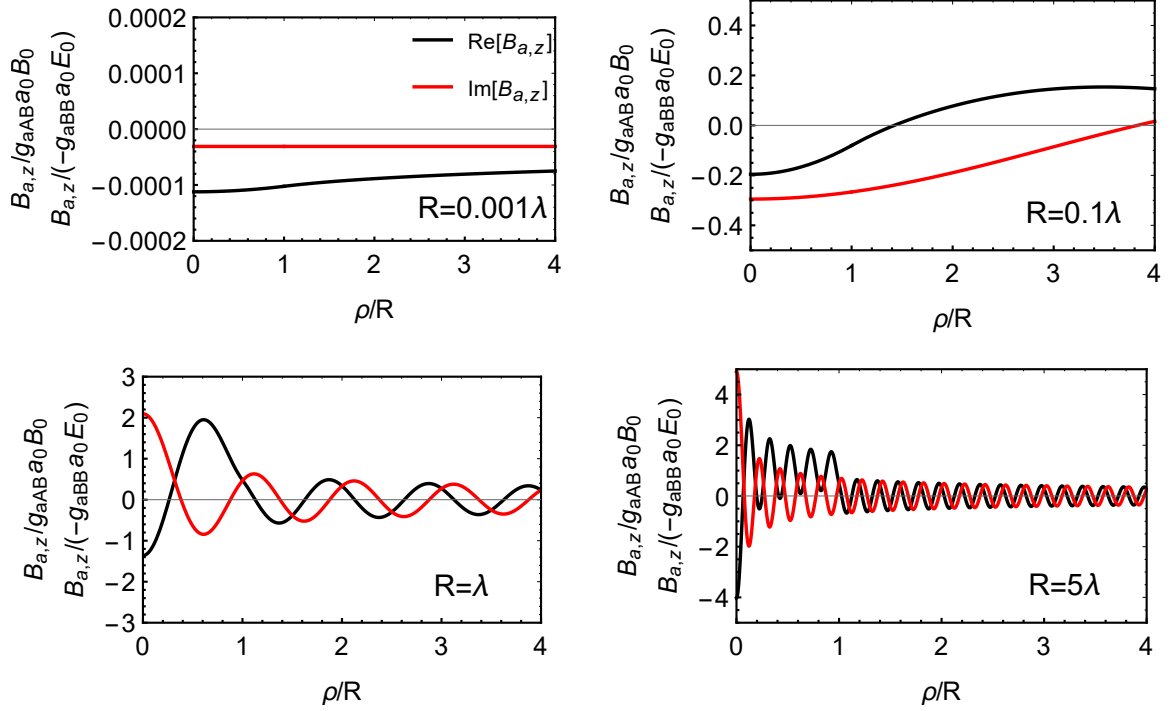 B_{a,z}/g_{aAB}a_0B_0
B_{a,z}/(-g_{aBB}a_0E_0)
0.0002
0.0001
0.0000
−0.0001
−0.0002
Re[B_{a,z}]
Im[B_{a,z}]
R=0.001λ
0 1 2 3 4
ρ/R
B_{a,z}/g_{aAB}a_0B_0
B_{a,z}/(-g_{aBB}a_0E_0)
0.4
0.2
0.0
−0.2
−0.4
R=0.1λ
0 1 2 3 4
ρ/R
B_{a,z}/g_{aAB}a_0B_0
B_{a,z}/(-g_{aBB}a_0E_0)
3
2
1
0
−1
−2
−3
R=λ
0 1 2 3 4
ρ/R
B_{a,z}/g_{aAB}a_0B_0
B_{a,z}/(-g_{aBB}a_0E_0)
4
2
0
−2
−4
R=5λ
0 1 2 3 4
ρ/R